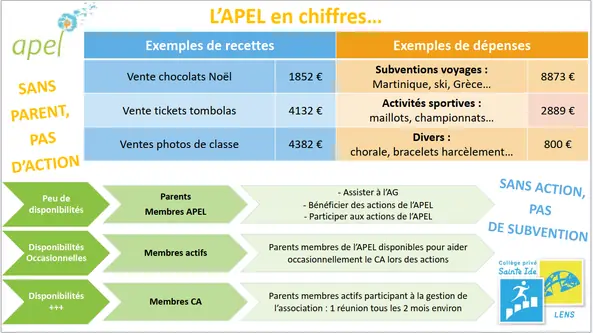 L'APEL en chiffres...
apel
SANS
PARENT,
PAS
D'ACTION
Exemples de recettes
Exemples de dépenses
Vente chocolats Noël
1852 €
Subventions voyages :
Martinique, ski, Grèce...
8873 €
Vente tickets tombolas
4132 €
Activités sportives :
maillots, championnats...
2889 €
Ventes photos de classe
4382 €
Divers :
chorale, bracelets harcèlement...
800 €
Peu de
disponibilités
Parents
Membres APEL
- Assister à l'AG
- Bénéficier des actions de l'APEL
- Participer aux actions de l'APEL
SANS ACTION,
PAS
DE SUBVENTION
Disponibilités
Occasionnelles
Membres actifs
Parents membres de l'APEL disponibles pour aider
occasionnellement le CA lors des actions
Disponibilités
+++
Membres CA
Parents membres actifs participant à la gestion de
l'association : 1 réunion tous les 2 mois environ
Collège privé
Sainte Ide
LENS